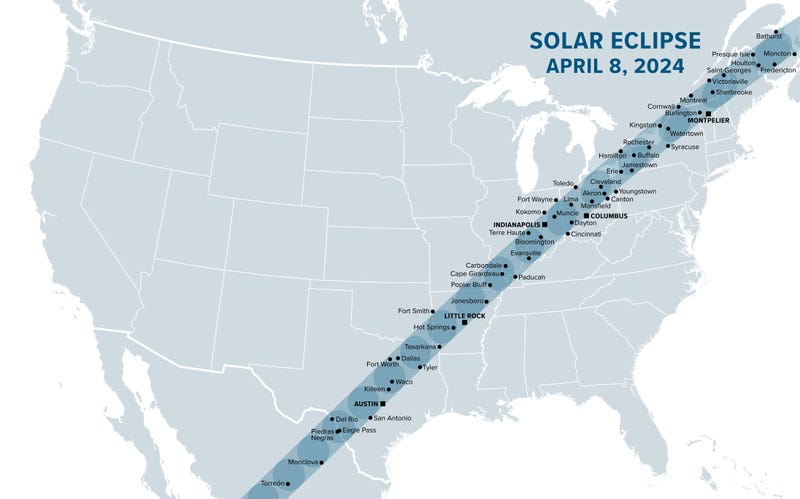 SOLAR ECLIPSE
APRIL 8, 2024
Bathurst
Presque Isle
Moncton
Houlton
Fredericton
Saint-Georges
Victoriaville
Sherbrooke
Montreal
Cornwall
Burlington
MONTPELIER
Kingston
Watertown
Rochester
Syracuse
Hamilton
Buffalo
Jamestown
Erie
Cleveland
Toledo
Akron
Youngstown
Fort Wayne
Lima
Canton
Mansfield
Kokomo
Muncie
COLUMBUS
INDIANAPOLIS
Dayton
Terre Haute
Cincinnati
Bloomington
Evansville
Carbondale
Cape Girardeau
Paducah
Poplar Bluff
Jonesboro
Fort Smith
LITTLE ROCK
Hot Springs
Texarkana
Dallas
Fort Worth
Tyler
Waco
Killeen
AUSTIN
Del Rio
San Antonio
Piedras
Negras
Eagle Pass
Monclova
Torreón